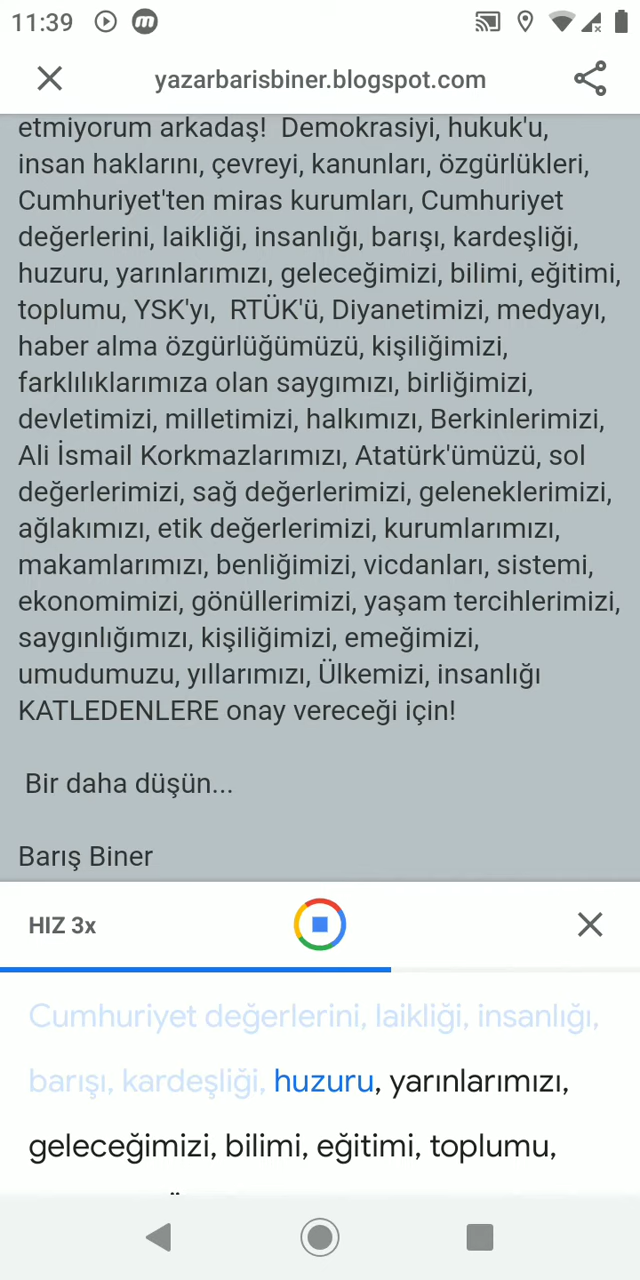 11:39
yazarbarisbiner.blogspot.com
etmiyorum arkadaş!  Demokrasiyi, hukuk'u,
insan haklarını, çevreyi, kanunları, özgürlükleri,
Cumhuriyet'ten miras kurumları, Cumhuriyet
değerlerini, laikliği, insanlığı, barışı, kardeşliği,
huzuru, yarınlarımızı, geleceğimizi, bilimi, eğitimi,
toplumu, YSK'yı,  RTÜK'ü, Diyanetimizi, medyayı,
haber alma özgürlüğümüzü, kişiliğimizi,
farklılıklarımıza olan saygımızı, birliğimizi,
devletimizi, milletimizi, halkımızı, Berkinlerimizi,
Ali İsmail Korkmazlarımızı, Atatürk'ümüzü, sol
değerlerimizi, sağ değerlerimizi, geleneklerimizi,
ağlakımızı, etik değerlerimizi, kurumlarımızı,
makamlarımızı, benliğimizi, vicdanları, sistemi,
ekonomimizi, gönüllerimizi, yaşam tercihlerimizi,
saygınlığımızı, kişiliğimizi, emeğimizi,
umudumuzu, yıllarımızı, Ülkemizi, insanlığı
KATLEDENLERE onay vereceği için!
Bir daha düşün...
Barış Biner
HIZ 3x
Cumhuriyet değerlerini, laikliği, insanlığı,
barışı, kardeşliği, huzuru, yarınlarımızı,
geleceğimizi, bilimi, eğitimi, toplumu,